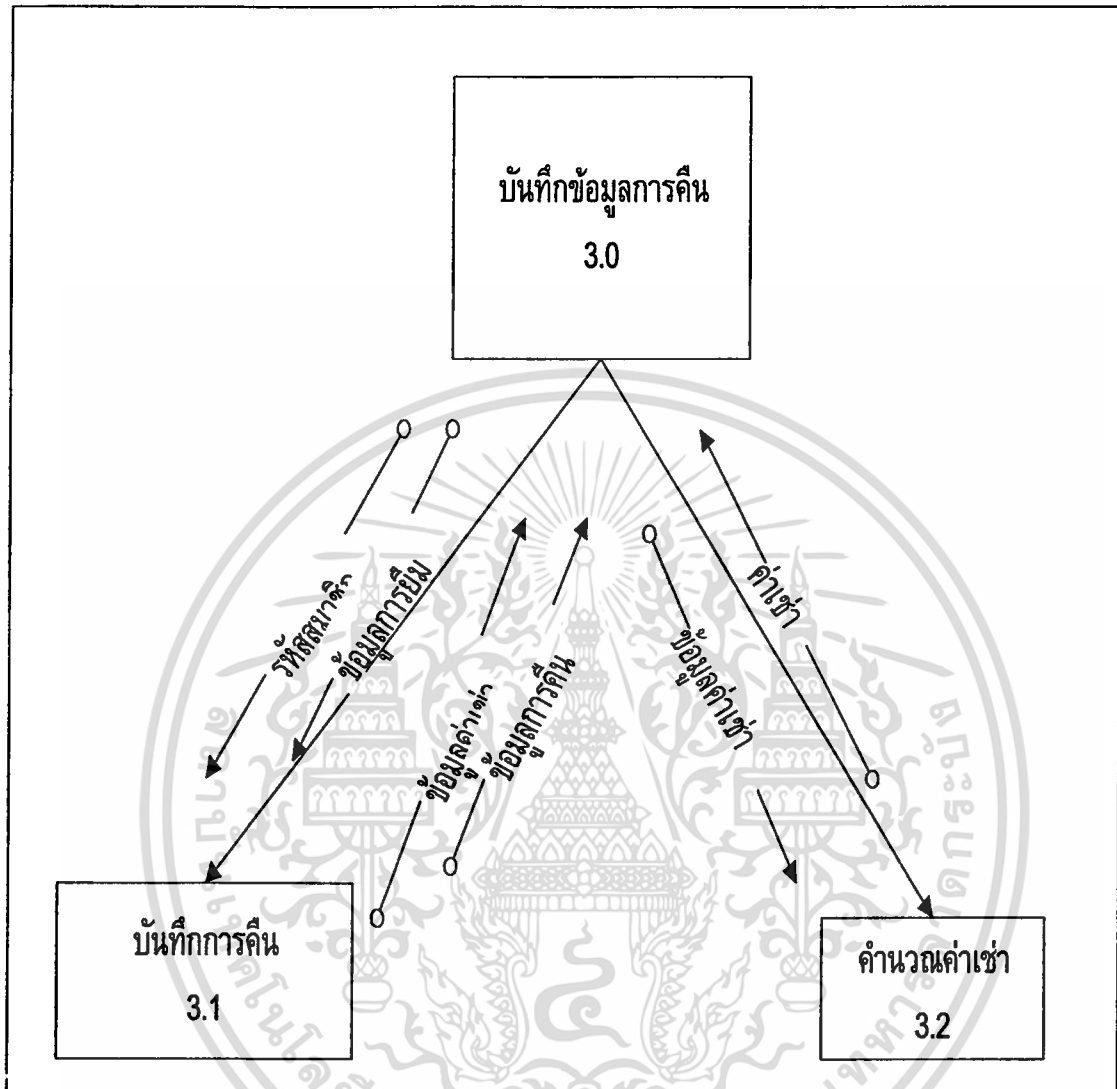 บันทึกข้อมูลการคืน
3.0
รหัสสมาชิก
ข้อมูลการยืม
ข้อมูลค่าเช่า
ข้อมูลการคืน
ข้อมูลค่าเช่า
ค่าเช่า
บันทึกการคืน
3.1
คำนวณค่าเช่า
3.2